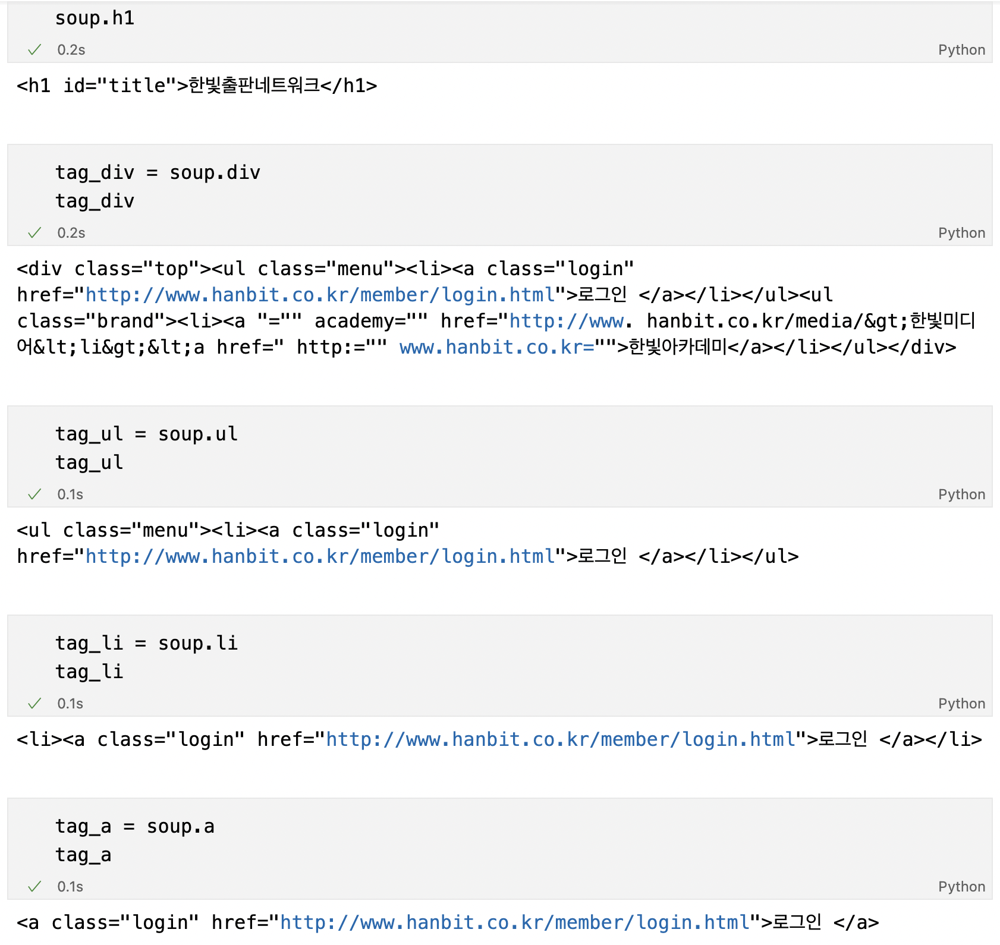 soup.h1
0.2s
Python
<h1 id="title">한빛출판네트워크</h1>
tag_div = soup.div
tag_div
0.2s
Python
<div class="top"><ul class="menu"><li><a class="login"
href="http://www.hanbit.co.kr/member/login.html">로그인 </a></li></ul><ul
class="brand"><li><a "="" academy="" href="http://www. hanbit.co.kr/media/&gt;한빛미디
어&lt;li&gt;&lt;a href=" http:="" www.hanbit.co.kr="">한빛아카데미</a></li></ul></div>
tag_ul = soup.ul
tag_ul
0.1s
Python
<ul class="menu"><li><a class="login"
href="http://www.hanbit.co.kr/member/login.html">로그인 </a></li></ul>
tag_li = soup.li
tag_li
0.1s
Python
<li><a class="login" href="http://www.hanbit.co.kr/member/login.html">로그인 </a></li>
tag_a = soup.a
tag_a
0.1s
Python
<a class="login" href="http://www.hanbit.co.kr/member/login.html">로그인 </a>